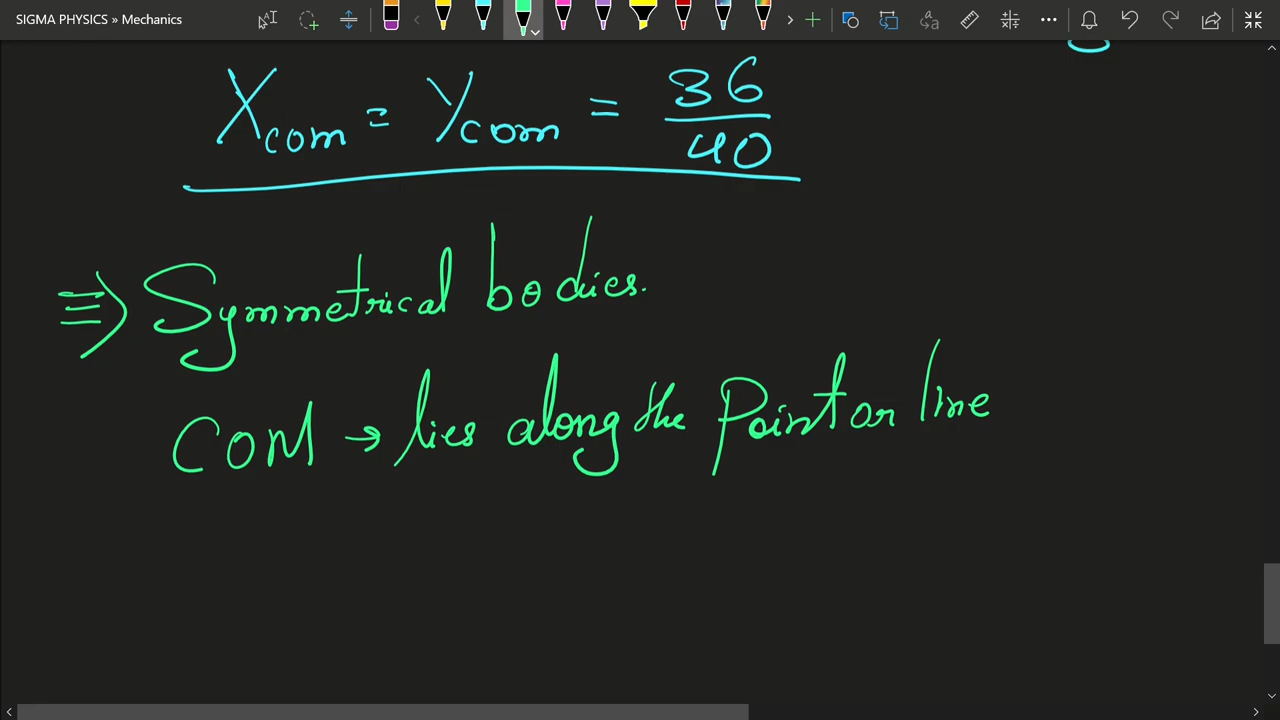 SIGMA PHYSICS » Mechanics
Xcom = Ycom = 36/40
⇛ Symmetrical bodies.
COM → lies along the Point or line